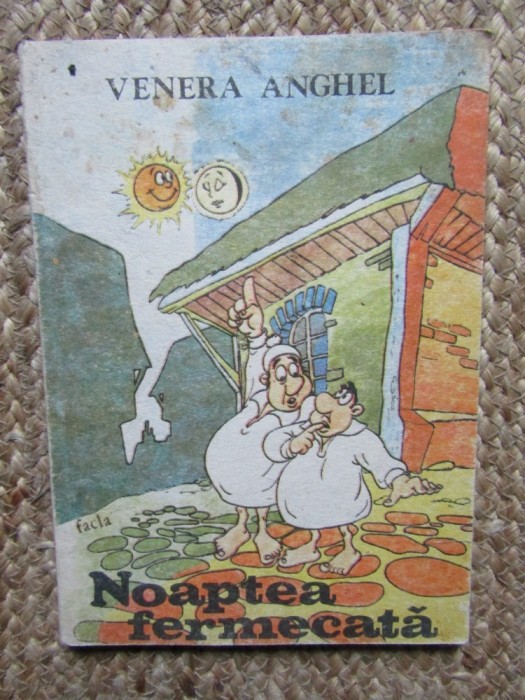 VENERA ANGHEL
facla
Noaptea
fermecată